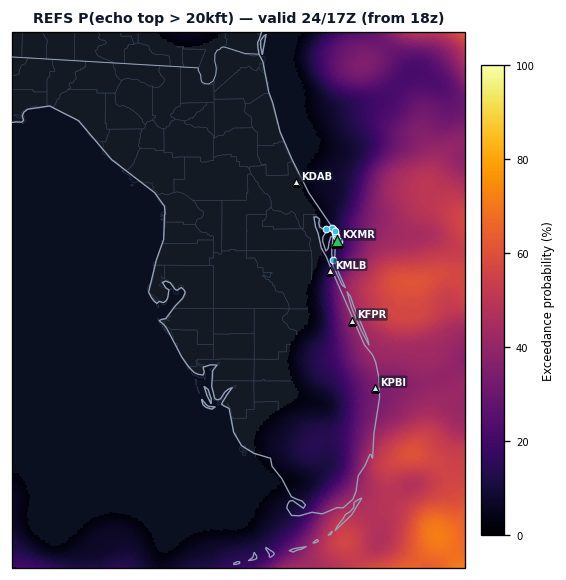 REFS P(echo top > 20kft) — valid 24/17Z (from 18z)
KDAB
KXMR
KMLB
KFPR
KPBI
100
80
60
40
20
0
Exceedance probability (%)